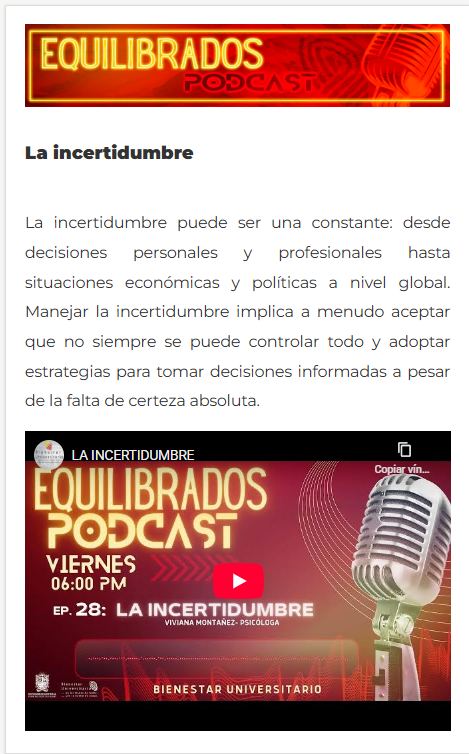 EQUILIBRADOS
PODCAST
La incertidumbre
La incertidumbre puede ser una constante: desde
decisiones personales y profesionales hasta
situaciones económicas y políticas a nivel global.
Manejar la incertidumbre implica a menudo aceptar
que no siempre se puede controlar todo y adoptar
estrategias para tomar decisiones informadas a pesar
de la falta de certeza absoluta.
LA INCERTIDUMBRE
Copiar vín...
EQUILIBRADOS
PODCAST
VIERNES
06:00 PM
EP. 28: LA INCERTIDUMBRE
VIVIANA MONTAÑEZ- PSICÓLOGA
Bienestar
Universitario
BIENESTAR UNIVERSITARIO